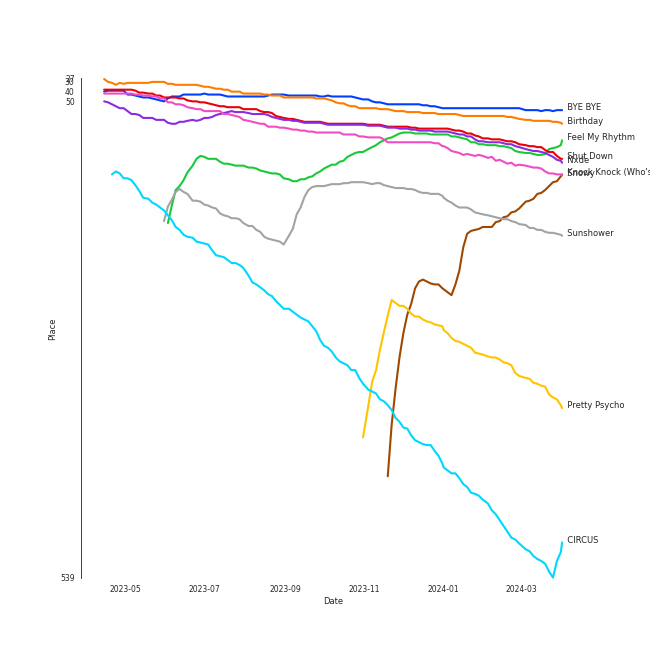 27
30
40
50
539
Place
BYE BYE
Birthday
Feel My Rhythm
Shut Down
Nxde
Knock Knock (Who's
Sunshower
Pretty Psycho
CIRCUS
2023-05
2023-07
2023-09
2023-11
2024-01
2024-03
Date